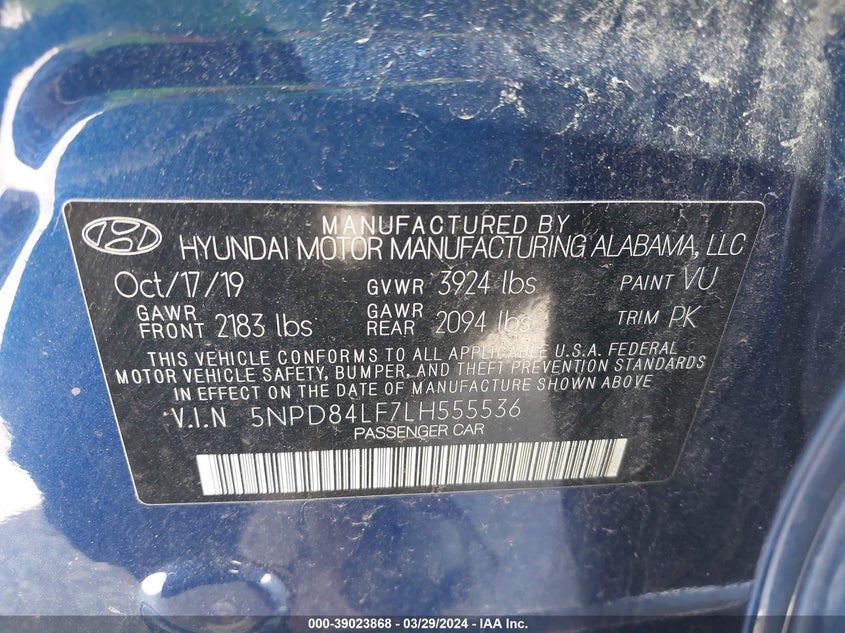 MANUFACTURED BY
HYUNDAI MOTOR MANUFACTURING ALABAMA, LLC
Oct/17/19 GVWR 3924 lbs PAINT VU
GAWR FRONT 2183 lbs GAWR REAR 2094 lbs TRIM PK
THIS VEHICLE CONFORMS TO ALL APPLICABLE U.S.A. FEDERAL
MOTOR VEHICLE SAFETY, BUMPER, AND THEFT PREVENTION STANDARDS
IN EFFECT ON THE DATE OF MANUFACTURE SHOWN ABOVE
V.I.N 5NPD84LF7LH555536
PASSENGER CAR
000-39023868 - 03/29/2024 - IAA Inc.